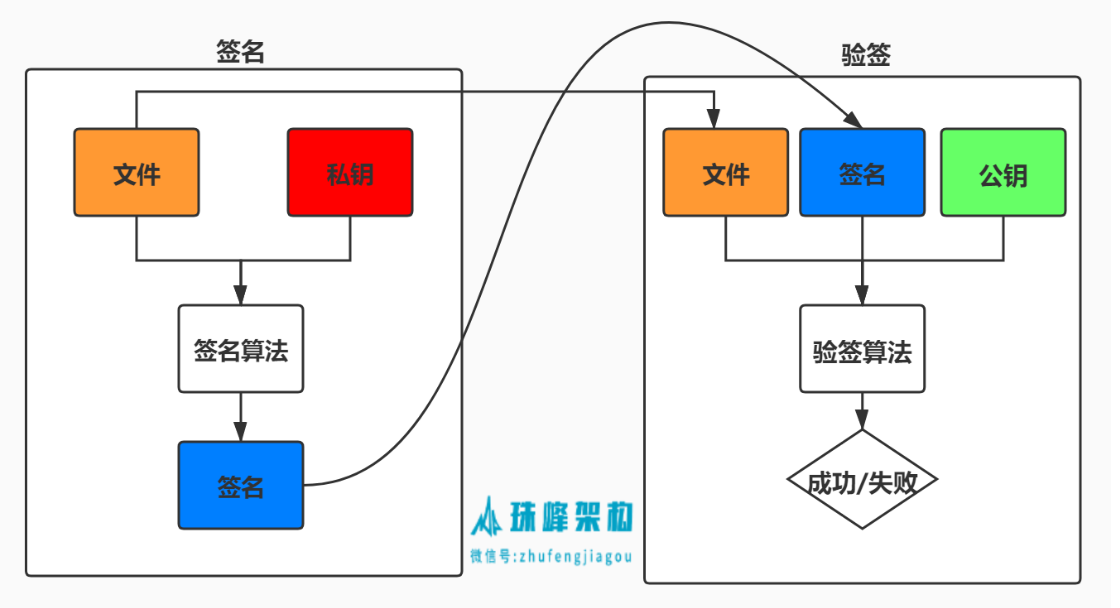 签名
文件
私钥
签名算法
签名
验签
文件
签名
公钥
验签算法
成功/失败
珠峰架构
微信号:zhufengjiagou